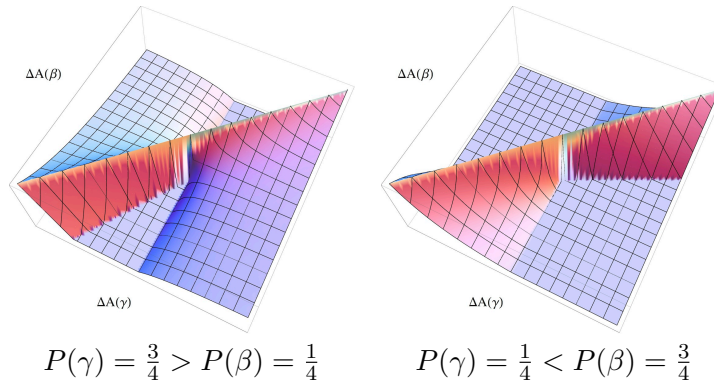 ΔA(β)
ΔA(β)
ΔA(γ)
ΔA(γ)
P(γ) = 3/4 > P(β) = 1/4
P(γ) = 1/4 < P(β) = 3/4